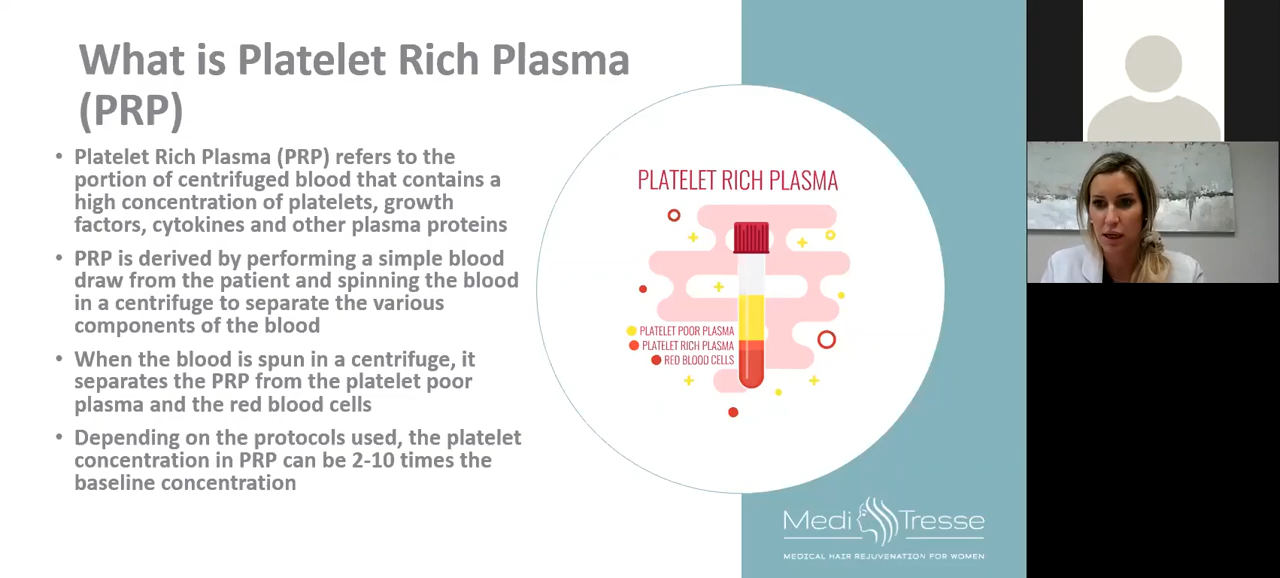 What is Platelet Rich Plasma
(PRP)
• Platelet Rich Plasma (PRP) refers to the
portion of centrifuged blood that contains a
high concentration of platelets, growth
factors, cytokines and other plasma proteins
• PRP is derived by performing a simple blood
draw from the patient and spinning the blood
in a centrifuge to separate the various
components of the blood
• When the blood is spun in a centrifuge, it
separates the PRP from the platelet poor
plasma and the red blood cells
• Depending on the protocols used, the platelet
concentration in PRP can be 2-10 times the
baseline concentration
PLATELET RICH PLASMA
PLATELET POOR PLASMA
PLATELET RICH PLASMA
RED BLOOD CELLS
Medi Tresse
MEDICAL HAIR REJUVENATION FOR WOMEN